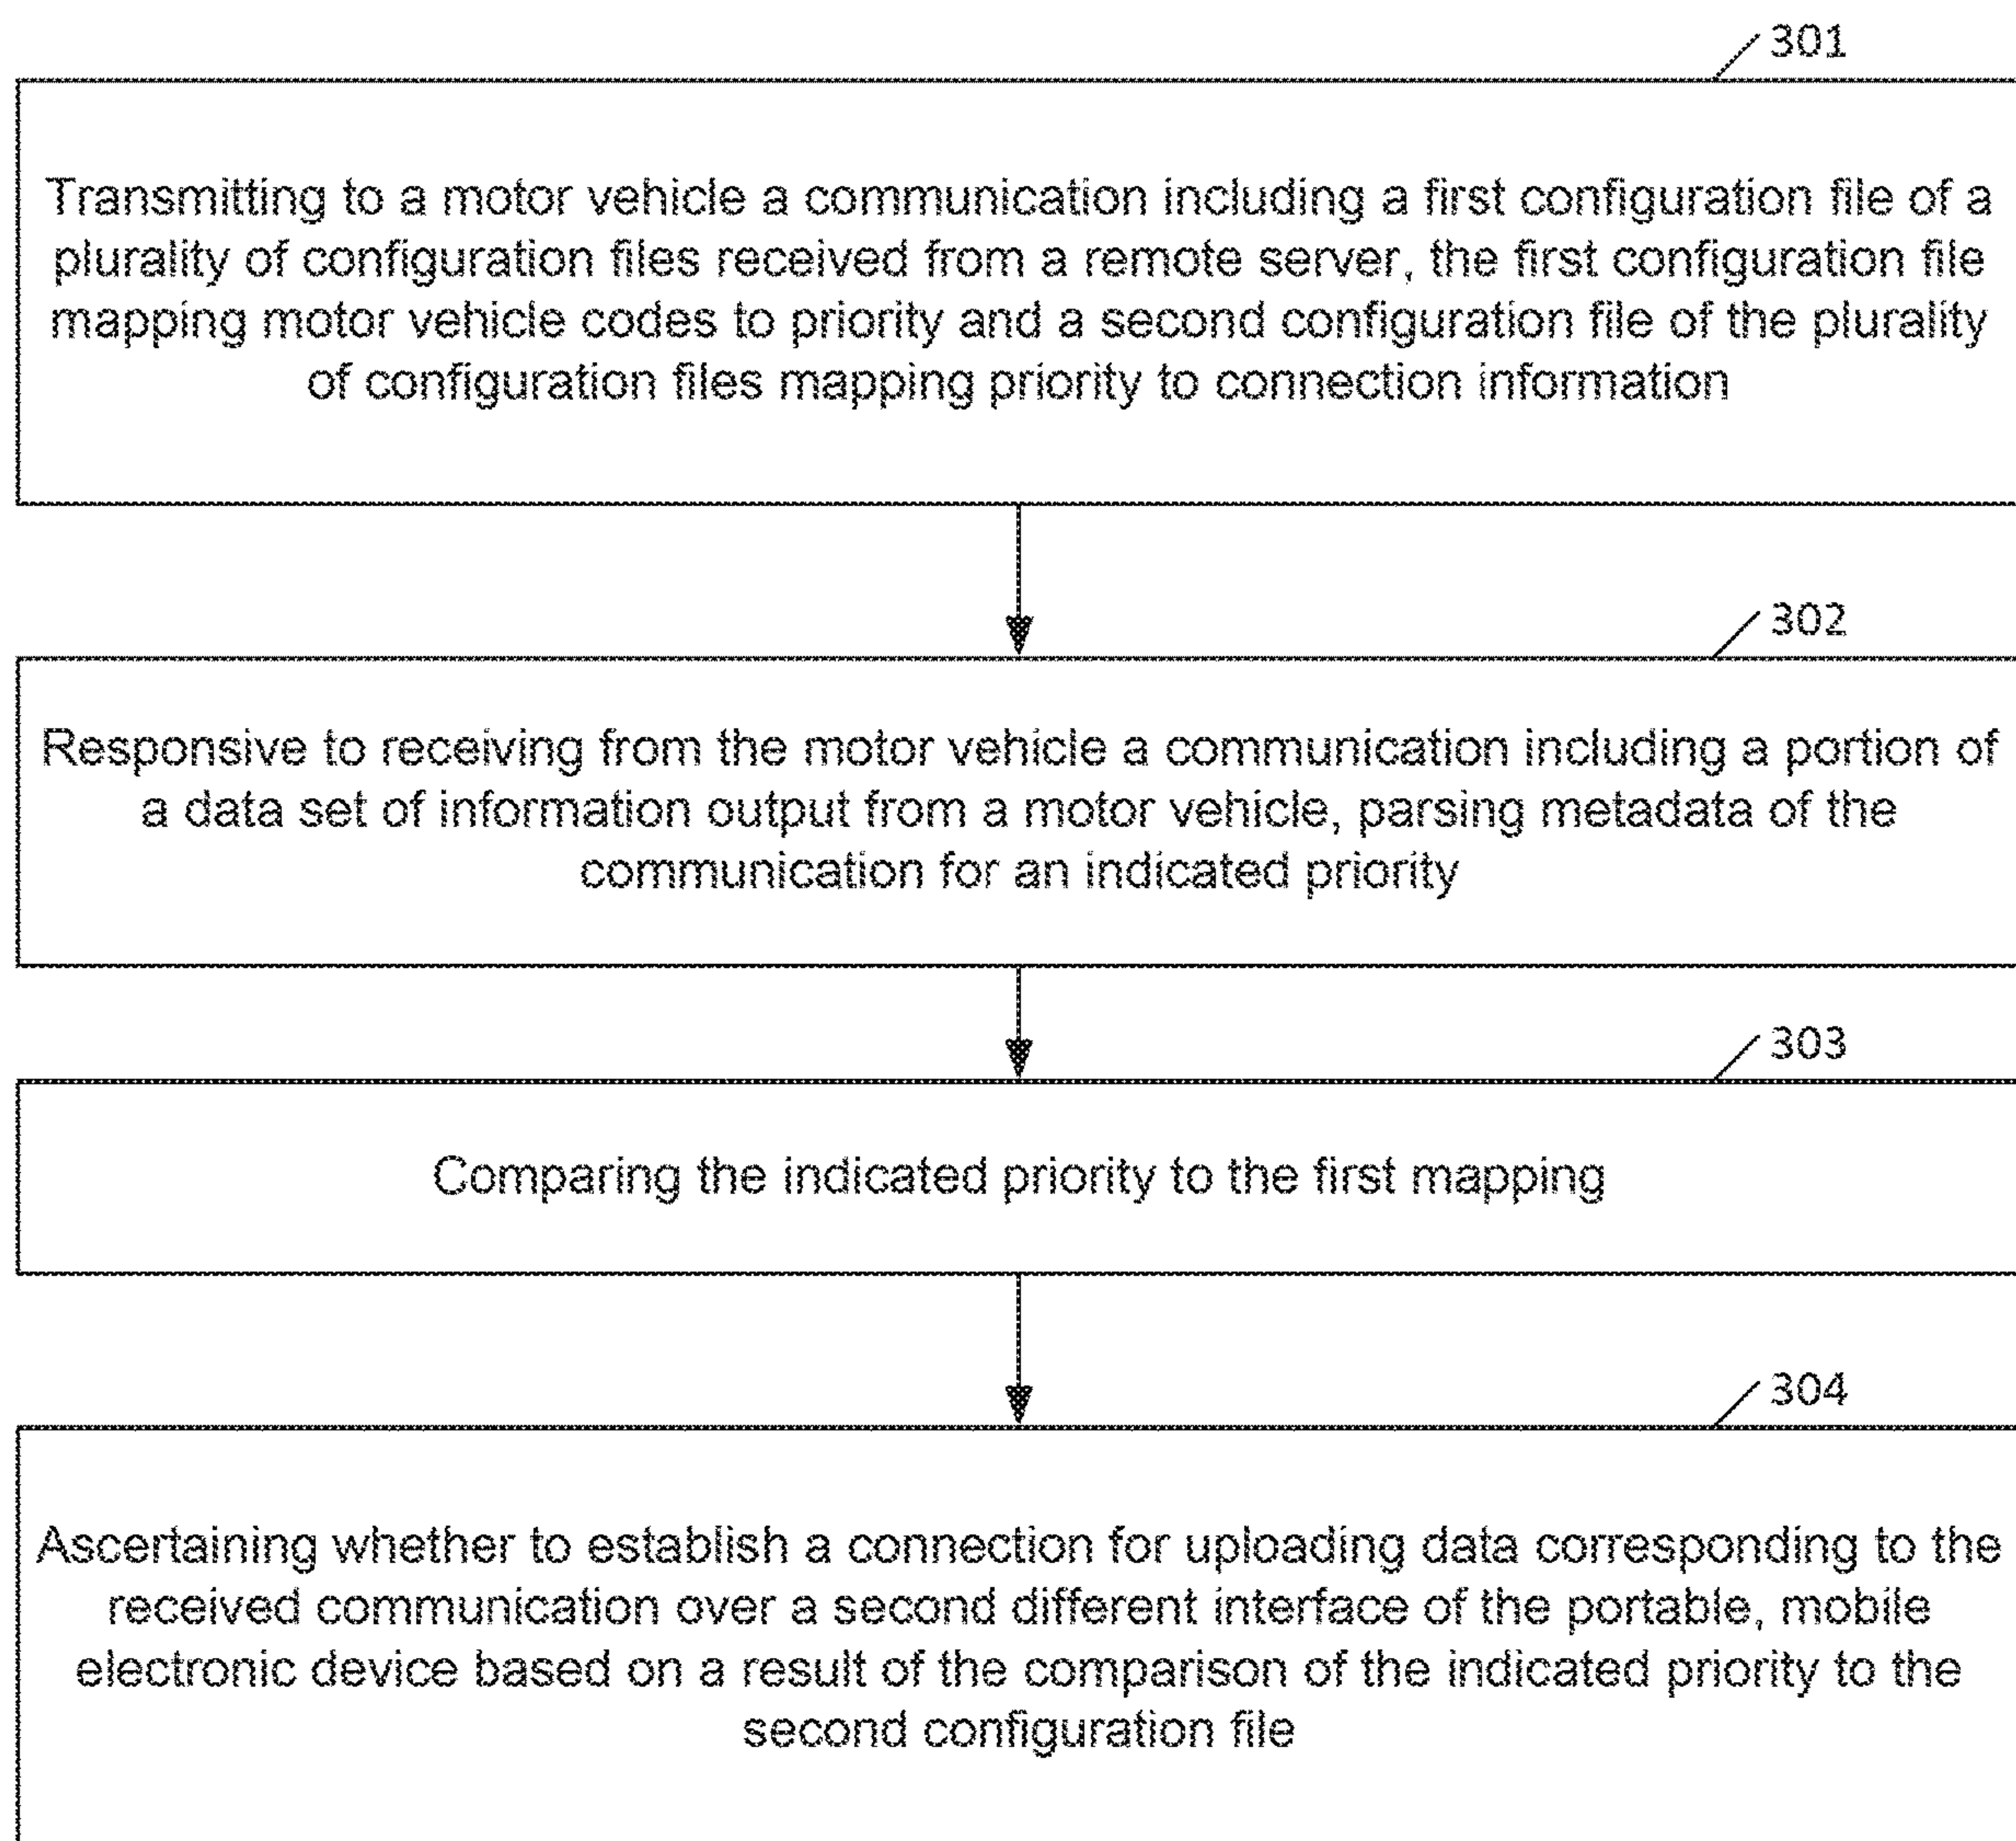 301
Transmitting to a motor vehicle a communication including a first configuration file of a
plurality of configuration files received from a remote server, the first configuration file
mapping motor vehicle codes to priority and a second configuration file of the plurality
of configuration files mapping priority to connection information
302
Responsive to receiving from the motor vehicle a communication including a portion of
a data set of information output from a motor vehicle, parsing metadata of the
communication for an indicated priority
303
Comparing the indicated priority to the first mapping
304
Ascertaining whether to establish a connection for uploading data corresponding to the
received communication over a second different interface of the portable, mobile
electronic device based on a result of the comparison of the indicated priority to the
second configuration file